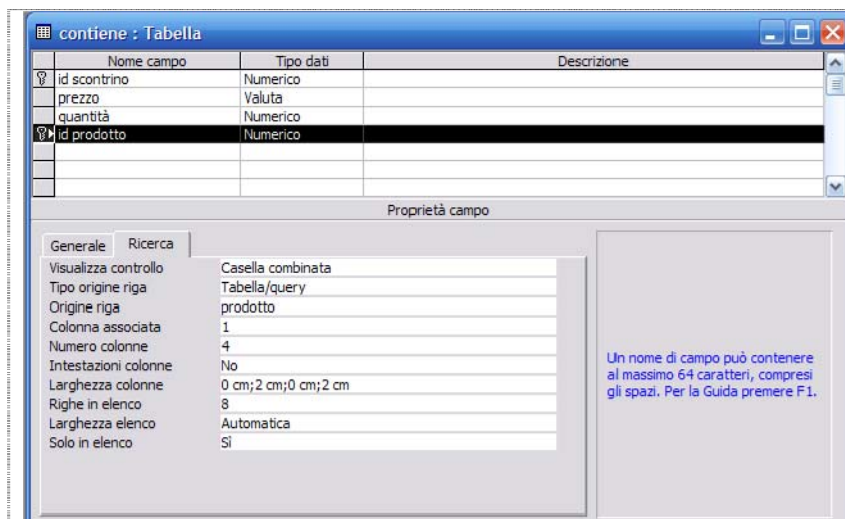 contiene : Tabella
Nome campo Tipo dati Descrizione
id scontrino Numerico
prezzo Valuta
quantità Numerico
id prodotto Numerico
Proprietà campo
Generale Ricerca
Visualizza controllo Casella combinata
Tipo origine riga Tabella/query
Origine riga prodotto
Colonna associata 1
Numero colonne 4
Intestazioni colonne No
Larghezza colonne 0 cm;2 cm;0 cm;2 cm
Righe in elenco 8
Larghezza elenco Automatica
Solo in elenco Sì
Un nome di campo può contenere
al massimo 64 caratteri, compresi
gli spazi. Per la Guida premere F1.